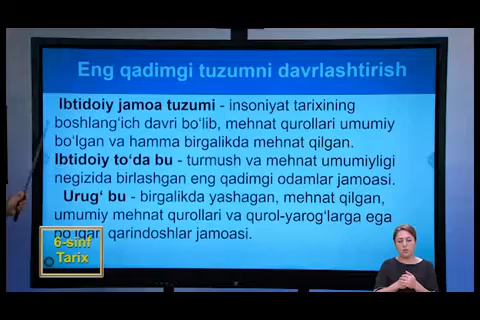 Eng qadimgi tuzumni davrlashtirish
Ibtidoiy jamoa tuzumi - insoniyat tarixining
boshlang‘ich davri bo‘lib, mehnat qurollari umumiy
bo‘lgan va hamma birgalikda mehnat qilgan.
Ibtidoiy to‘da bu - turmush va mehnat umumiyligi
negizida birlashgan eng qadimgi odamlar jamoasi.
Urug‘ bu - birgalikda yashagan, mehnat qilgan,
umumiy mehnat qurollari va qurol-yarog‘larga ega
bo‘lgan qarindoshlar jamoasi.
6-sinf
Tarix